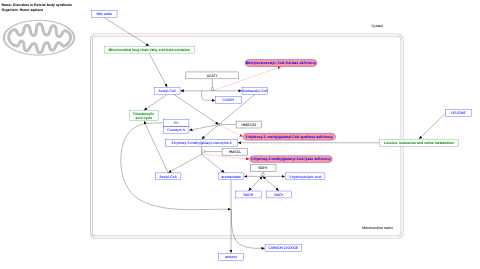 Name: Disorders in Ketone body synthesis
Organism: Homo sapiens
fatty acids
Cytosol
Mitochondrial long chain fatty acid beta-oxidation
Methylacetoacetyl CoA thiolase deficiency
ACAT1
Acetyl-CoA
Acetoacetyl-CoA
CoASH
LEUCINE
Tricarboxylic
acid cycle
H+
Coenzym A
HMGCS2
3-hydroxy-3-methylglutaryl-CoA synthase deficiency
3-hydroxy-3-methylglutaryl-coenzyme A
Leucine, isoleucine and valine metabolism
HMGCL
3-Hydroxy-3-methylglutaryl-CoA lyase deficiency
BDH1
Acetyl-CoA
acetoacetate
3-hydroxybutyric acid
NADH
NAD+
Mitochondrial matrix
CARBON DIOXIDE
acetone